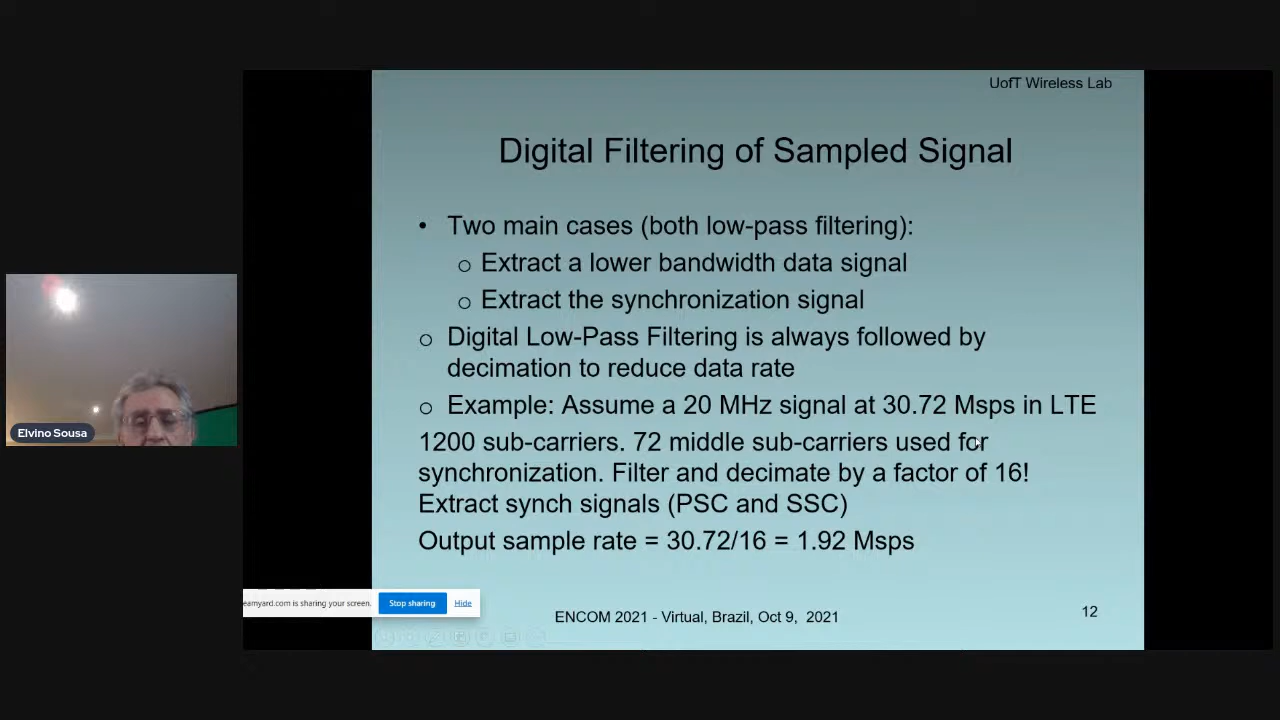 UofT Wireless Lab
Digital Filtering of Sampled Signal
• Two main cases (both low-pass filtering):
o Extract a lower bandwidth data signal
o Extract the synchronization signal
o Digital Low-Pass Filtering is always followed by
decimation to reduce data rate
o Example: Assume a 20 MHz signal at 30.72 Msps in LTE
1200 sub-carriers. 72 middle sub-carriers used for
synchronization. Filter and decimate by a factor of 16!
Extract synch signals (PSC and SSC)
Output sample rate = 30.72/16 = 1.92 Msps
Elvino Sousa
eamyard.com is sharing your screen. Stop sharing Hide
ENCOM 2021 - Virtual, Brazil, Oct 9, 2021
12